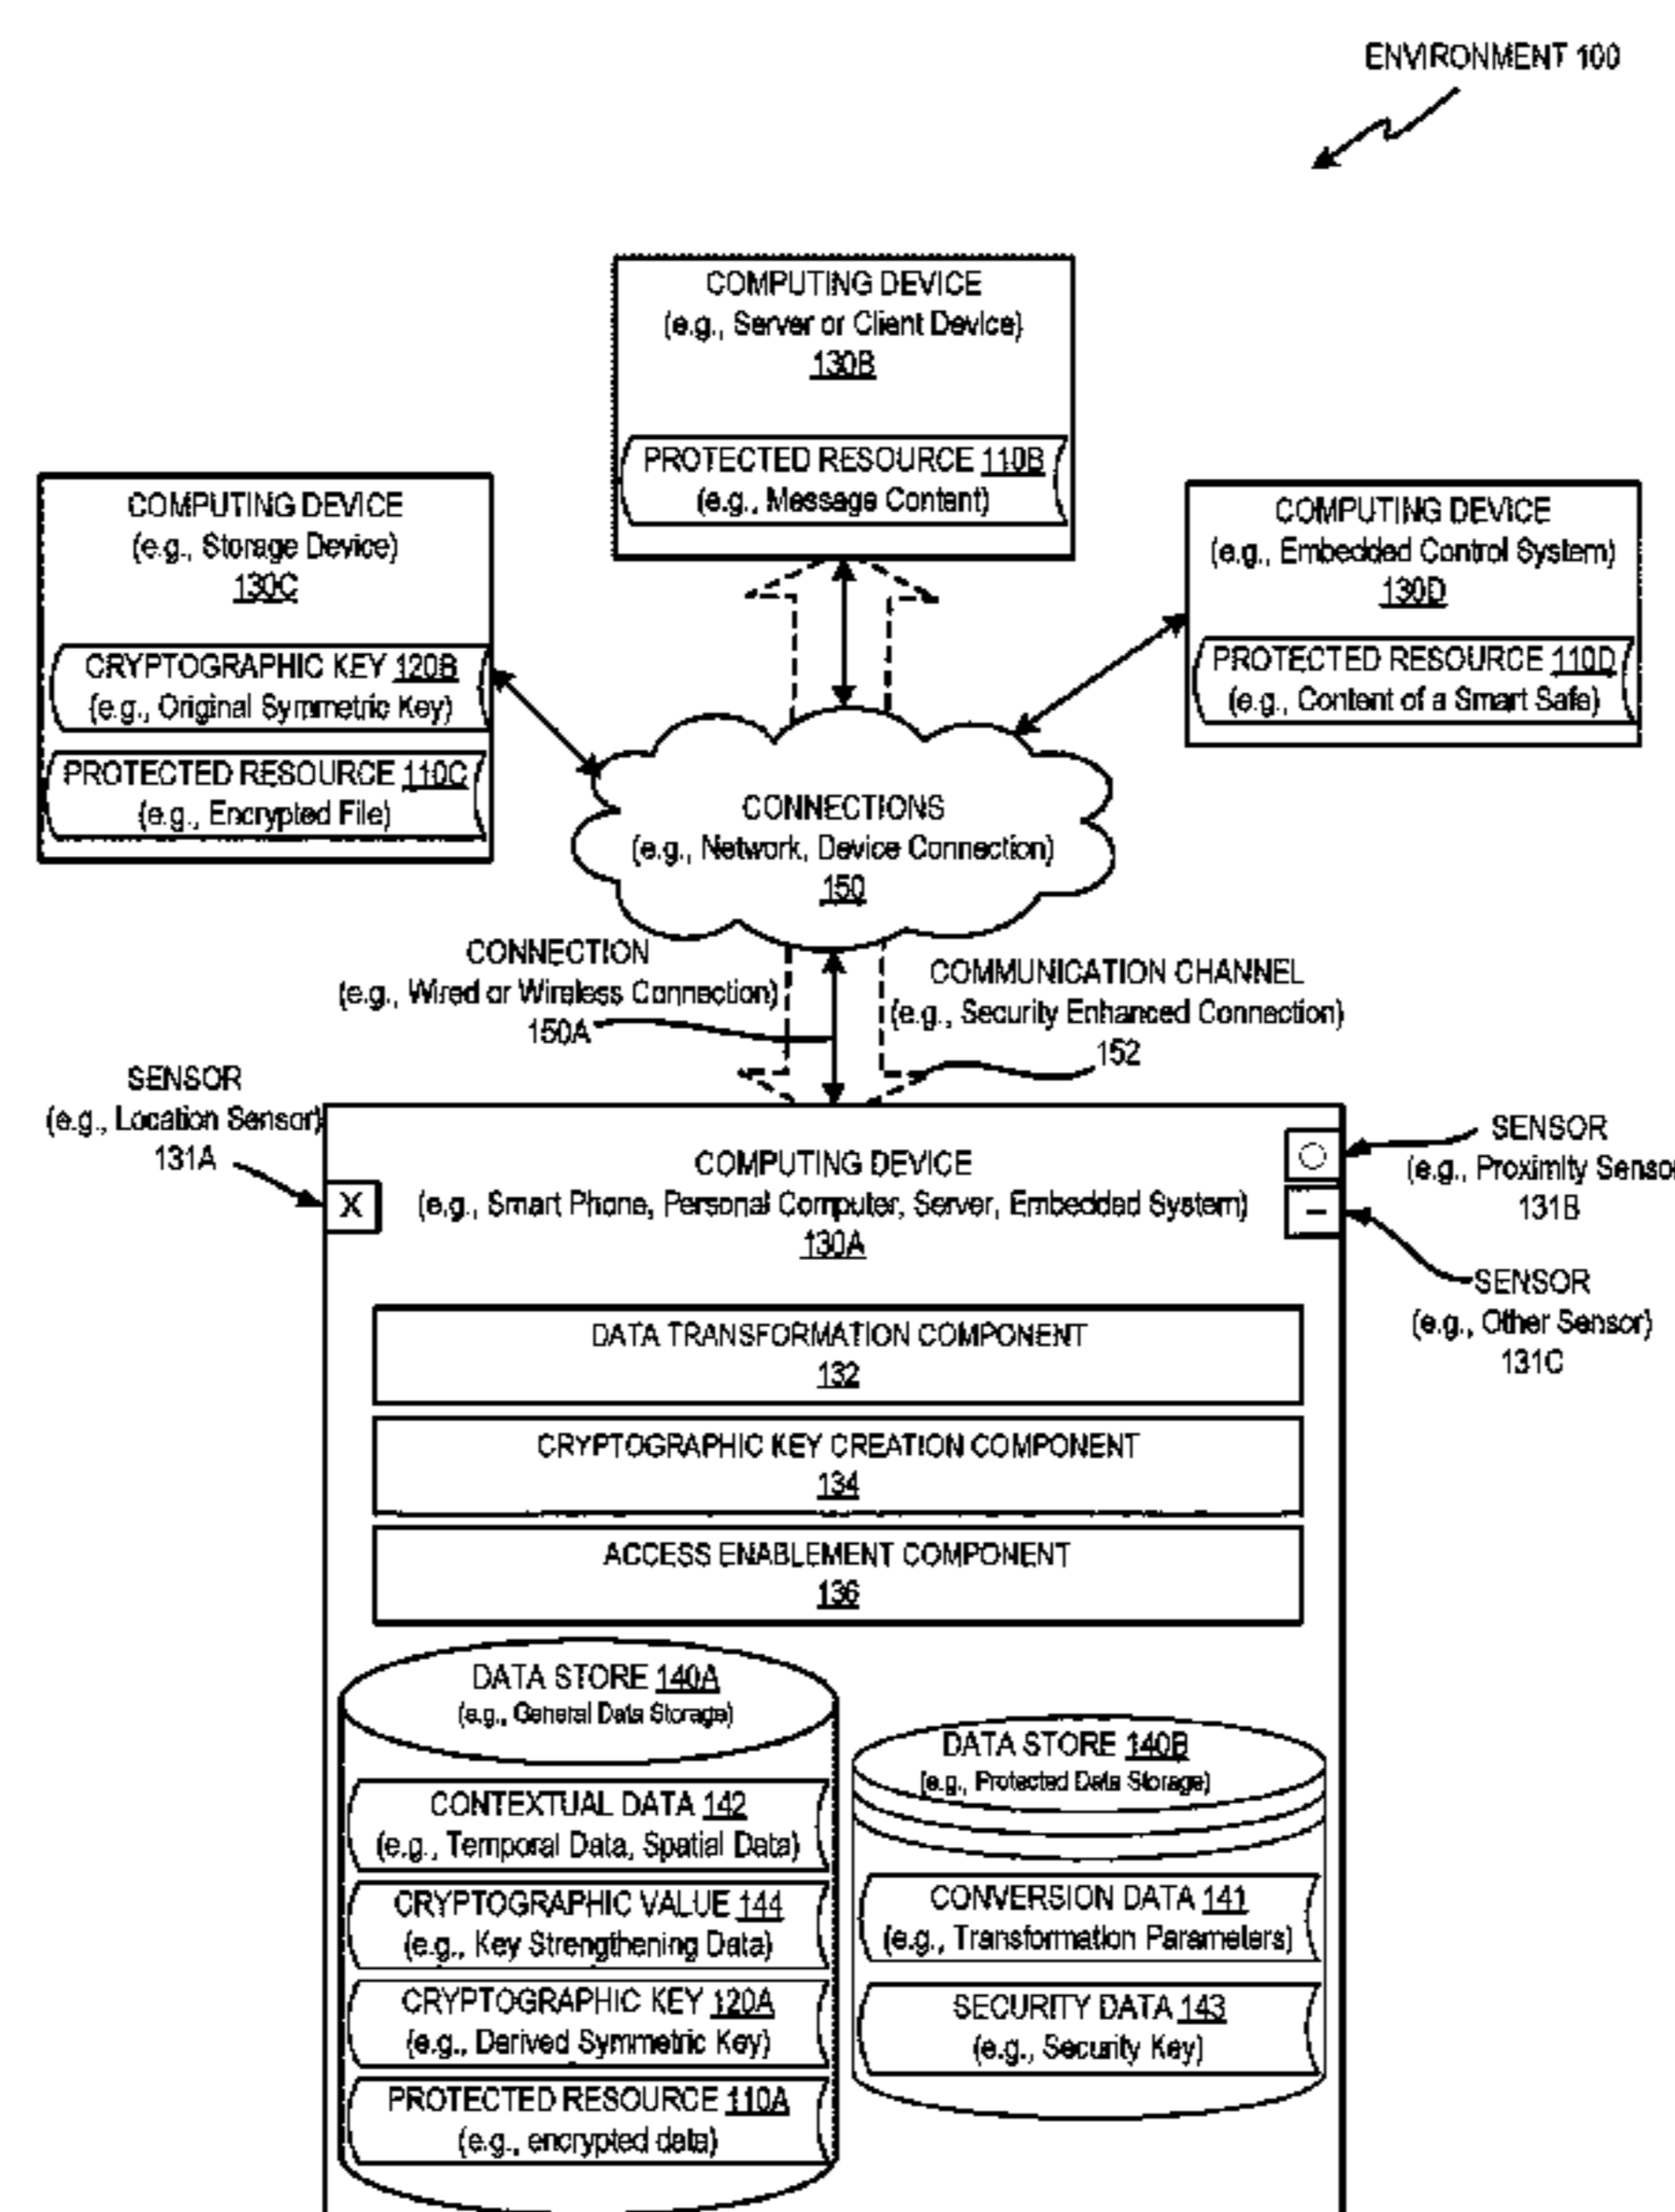 ENVIRONMENT 100
COMPUTING DEVICE
(e.g., Server or Client Device)
130B
PROTECTED RESOURCE 110B
(e.g., Message Content)
COMPUTING DEVICE
(e.g., Storage Device)
130C
CRYPTOGRAPHIC KEY 120B
(e.g., Original Symmetric Key)
PROTECTED RESOURCE 110C
(e.g., Encrypted File)
COMPUTING DEVICE
(e.g., Embedded Control System)
130D
PROTECTED RESOURCE 110D
(e.g., Content of a Smart Safe)
CONNECTIONS
(e.g., Network, Device Connection)
150
CONNECTION
(e.g., Wired or Wireless Connection)
150A
COMMUNICATION CHANNEL
(e.g., Security Enhanced Connection)
152
SENSOR
(e.g., Location Sensor)
131A
X
COMPUTING DEVICE
(e.g., Smart Phone, Personal Computer, Server, Embedded System)
130A
SENSOR
(e.g., Proximity Sensor
131B
SENSOR
(e.g., Other Sensor)
131C
DATA TRANSFORMATION COMPONENT
132
CRYPTOGRAPHIC KEY CREATION COMPONENT
134
ACCESS ENABLEMENT COMPONENT
136
DATA STORE 140A
(e.g., General Data Storage)
CONTEXTUAL DATA 142
(e.g., Temporal Data, Spatial Data)
CRYPTOGRAPHIC VALUE 144
(e.g., Key Strengthening Data)
CRYPTOGRAPHIC KEY 120A
(e.g., Derived Symmetric Key)
PROTECTED RESOURCE 110A
(e.g., encrypted data)
DATA STORE 140B
(e.g., Protected Data Storage)
CONVERSION DATA 141
(e.g., Transformation Parameters)
SECURITY DATA 143
(e.g., Security Key)